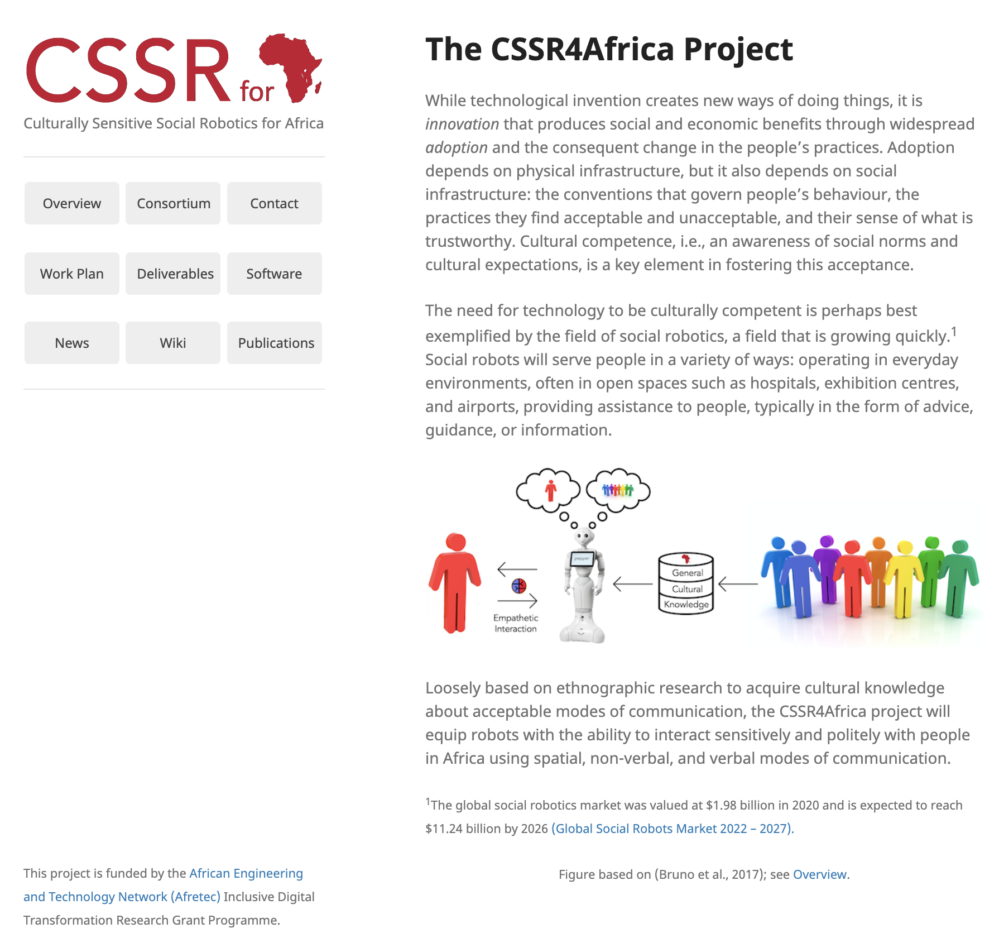 CSSR for
Culturally Sensitive Social Robotics for Africa
Overview
Consortium
Contact
Work Plan
Deliverables
Software
News
Wiki
Publications
This project is funded by the African Engineering
and Technology Network (Afretec) Inclusive Digital
Transformation Research Grant Programme.
The CSSR4Africa Project
While technological invention creates new ways of doing things, it is
innovation that produces social and economic benefits through widespread
adoption and the consequent change in the people’s practices. Adoption
depends on physical infrastructure, but it also depends on social
infrastructure: the conventions that govern people’s behaviour, the
practices they find acceptable and unacceptable, and their sense of what is
trustworthy. Cultural competence, i.e., an awareness of social norms and
cultural expectations, is a key element in fostering this acceptance.
The need for technology to be culturally competent is perhaps best
exemplified by the field of social robotics, a field that is growing quickly.1
Social robots will serve people in a variety of ways: operating in everyday
environments, often in open spaces such as hospitals, exhibition centres,
and airports, providing assistance to people, typically in the form of advice,
guidance, or information.
Empathetic
Interaction
pepper
General
Cultural
Knowledge
Loosely based on ethnographic research to acquire cultural knowledge
about acceptable modes of communication, the CSSR4Africa project will
equip robots with the ability to interact sensitively and politely with people
in Africa using spatial, non-verbal, and verbal modes of communication.
1The global social robotics market was valued at $1.98 billion in 2020 and is expected to reach
$11.24 billion by 2026 (Global Social Robots Market 2022 – 2027).
Figure based on (Bruno et al., 2017); see Overview.